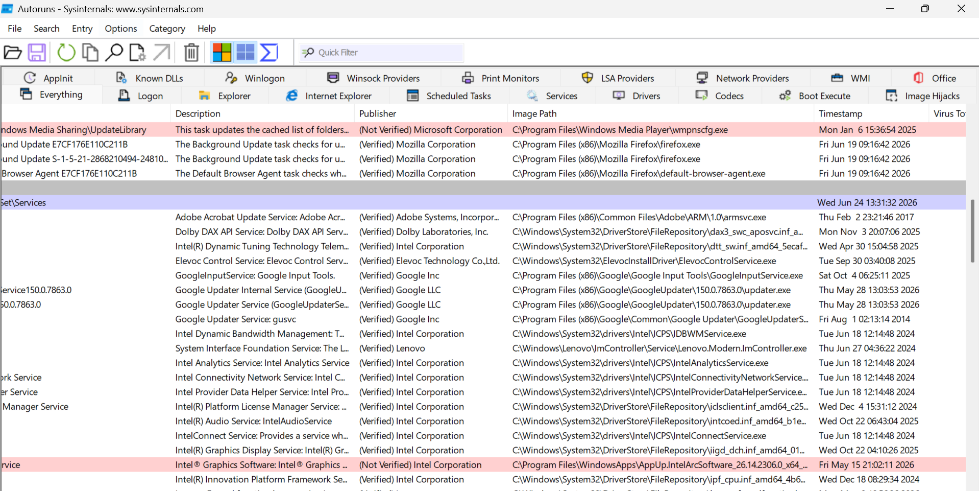 Autoruns - Sysinternals: www.sysinternals.com
File Search Entry Options Category Help
Quick Filter
AppInit Known DLLs Winlogon Winsock Providers Print Monitors LSA Providers Network Providers WMI Office
Everything Logon Explorer Internet Explorer Scheduled Tasks Services Drivers Codecs Boot Execute Image Hijacks
Description Publisher Image Path Timestamp Virus To
ndows Media Sharing\UpdateLibrary This task updates the cached list of folders... (Not Verified) Microsoft Corporation C:\Program Files\Windows Media Player\wmpnscfg.exe Mon Jan 6 15:36:54 2025
und Update E7CF176E110C211B The Background Update task checks for u... (Verified) Mozilla Corporation C:\Program Files (x86)\Mozilla Firefox\firefox.exe Fri Jun 19 09:16:42 2026
und Update S-1-5-21-2868210494-24810... The Background Update task checks for u... (Verified) Mozilla Corporation C:\Program Files (x86)\Mozilla Firefox\firefox.exe Fri Jun 19 09:16:42 2026
Browser Agent E7CF176E110C211B The Default Browser Agent task checks wh... (Verified) Mozilla Corporation C:\Program Files (x86)\Mozilla Firefox\default-browser-agent.exe Fri Jun 19 09:16:42 2026
Set\Services Wed Jun 24 13:31:32 2026
Adobe Acrobat Update Service: Adobe Acr... (Verified) Adobe Systems, Incorpor... C:\Program Files (x86)\Common Files\Adobe\ARM\1.0\armsvc.exe Thu Feb 2 23:21:46 2017
Dolby DAX API Service: Dolby DAX API Serv... (Verified) Dolby Laboratories, Inc. C:\Windows\System32\DriverStore\FileRepository\dax3_swc_aposvc.inf_a... Mon Nov 3 20:07:06 2025
Intel(R) Dynamic Tuning Technology Telem... (Verified) Intel Corporation C:\Windows\System32\DriverStore\FileRepository\dtt_sw.inf_amd64_5ecaf... Wed Apr 30 15:04:58 2025
Elevoc Control Service: Elevoc Control Serv... (Verified) Elevoc Technology Co.,Ltd. C:\Windows\System32\ElevocInstallDriver\ElevocControlService.exe Tue Sep 30 03:40:08 2025
GoogleInputService: Google Input Tools. (Verified) Google Inc C:\Program Files (x86)\Google\Google Input Tools\GoogleInputService.exe Sat Oct 4 06:25:11 2025
ervice150.0.7863.0 Google Updater Internal Service (GoogleU... (Verified) Google LLC C:\Program Files (x86)\Google\GoogleUpdater\150.0.7863.0\updater.exe Thu May 28 13:03:53 2026
50.0.7863.0 Google Updater Service (GoogleUpdaterSe... (Verified) Google LLC C:\Program Files (x86)\Google\GoogleUpdater\150.0.7863.0\updater.exe Thu May 28 13:03:53 2026
Google Updater Service: gusvc (Verified) Google Inc C:\Program Files (x86)\Google\Common\Google Updater\GoogleUpdaterS... Fri Aug 1 02:13:14 2014
Intel Dynamic Bandwidth Management: T... (Verified) Intel Corporation C:\Windows\System32\drivers\Intel\ICPS\IDBWMService.exe Tue Jun 18 12:14:48 2024
System Interface Foundation Service: The L... (Verified) Lenovo C:\Windows\Lenovo\ImController\Service\Lenovo.Modern.ImController.exe Thu Jun 27 04:36:22 2024
Intel Analytics Service: Intel Analytics Service (Verified) Intel Corporation C:\Windows\System32\drivers\Intel\ICPS\IntelAnalyticsService.exe Tue Jun 18 12:14:48 2024
ork Service Intel Connectivity Network Service: Intel C... (Verified) Intel Corporation C:\Windows\System32\drivers\Intel\ICPS\IntelConnectivityNetworkService... Tue Jun 18 12:14:48 2024
er Service Intel Provider Data Helper Service: Intel Pro... (Verified) Intel Corporation C:\Windows\System32\drivers\Intel\ICPS\IntelProviderDataHelperService.e... Tue Jun 18 12:14:48 2024
Manager Service Intel(R) Platform License Manager Service: ... (Verified) Intel Corporation C:\Windows\System32\DriverStore\FileRepository\iclsclient.inf_amd64_c25... Wed Dec 4 15:31:12 2024
Intel(R) Audio Service: IntelAudioService (Verified) Intel Corporation C:\Windows\System32\DriverStore\FileRepository\intcoed.inf_amd64_b1e... Wed Oct 22 06:43:04 2025
IntelConnect Service: Provides a service wh... (Verified) Intel Corporation C:\Windows\System32\drivers\Intel\ICPS\IntelConnectService.exe Tue Jun 18 12:14:48 2024
Intel(R) Graphics Display Service: Intel(R) Gr... (Verified) Intel Corporation C:\Windows\System32\DriverStore\FileRepository\iigd_dch.inf_amd64_01... Wed Oct 22 04:10:26 2025
rvice Intel® Graphics Software: Intel® Graphics ... (Not Verified) Intel Corporation C:\Program Files\WindowsApps\AppUp.IntelArcSoftware_26.14.2306.0_x64_... Fri May 15 21:02:11 2026
Intel(R) Innovation Platform Framework Se... (Verified) Intel Corporation C:\Windows\System32\DriverStore\FileRepository\ipf_cpu.inf_amd64_4b6... Wed Dec 18 08:29:34 2024